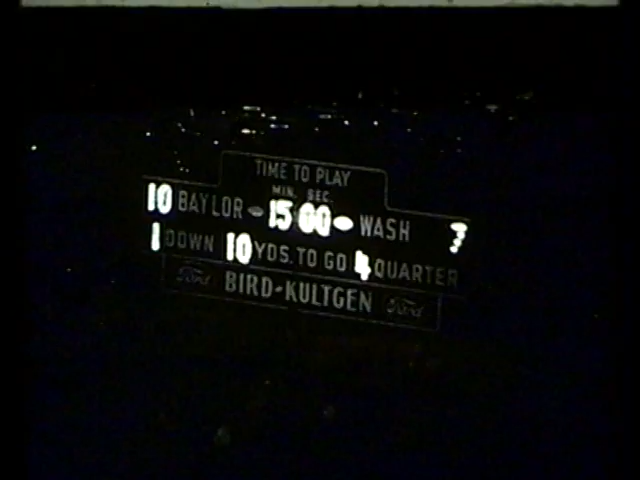 TIME TO PLAY
MIN. SEC.
10 BAYLOR 15 00 WASH 7
1 DOWN 10 YDS. TO GO 4 QUARTER
Ford BIRD-KULTGEN Ford